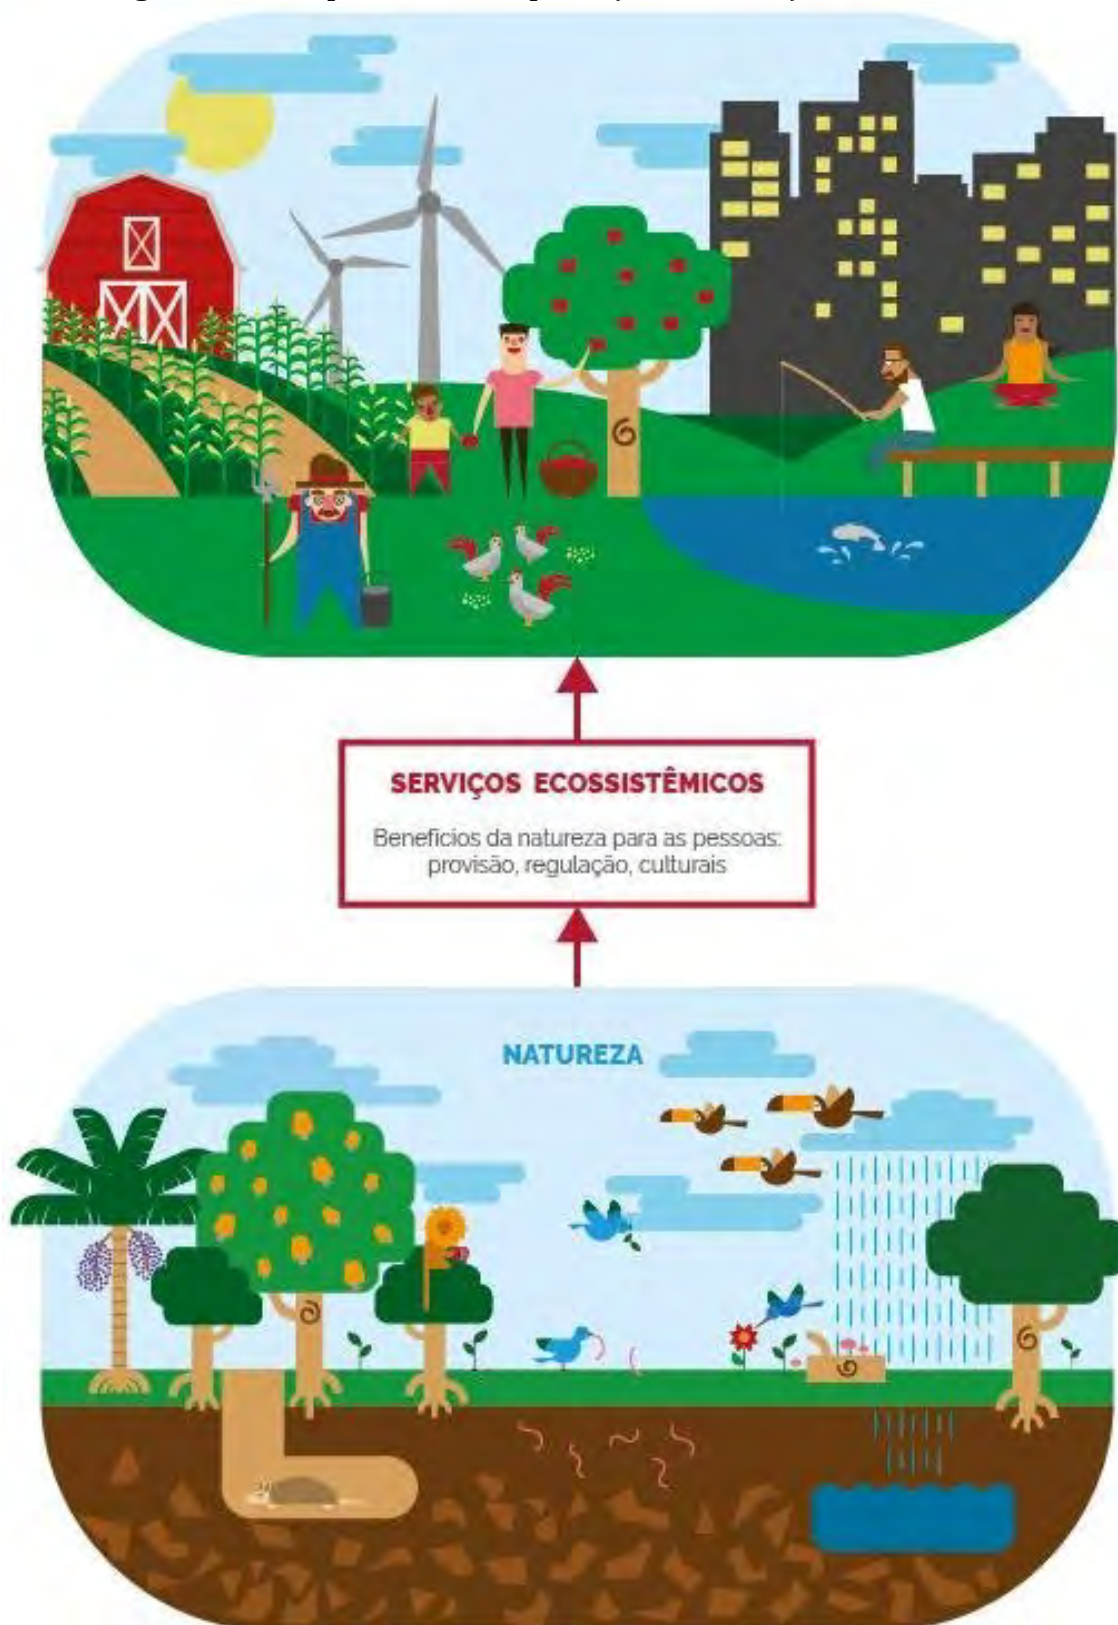 SERVIÇOS ECOSSISTÊMICOS
Benefícios da natureza para as pessoas:
provisão, regulação, culturais
NATUREZA